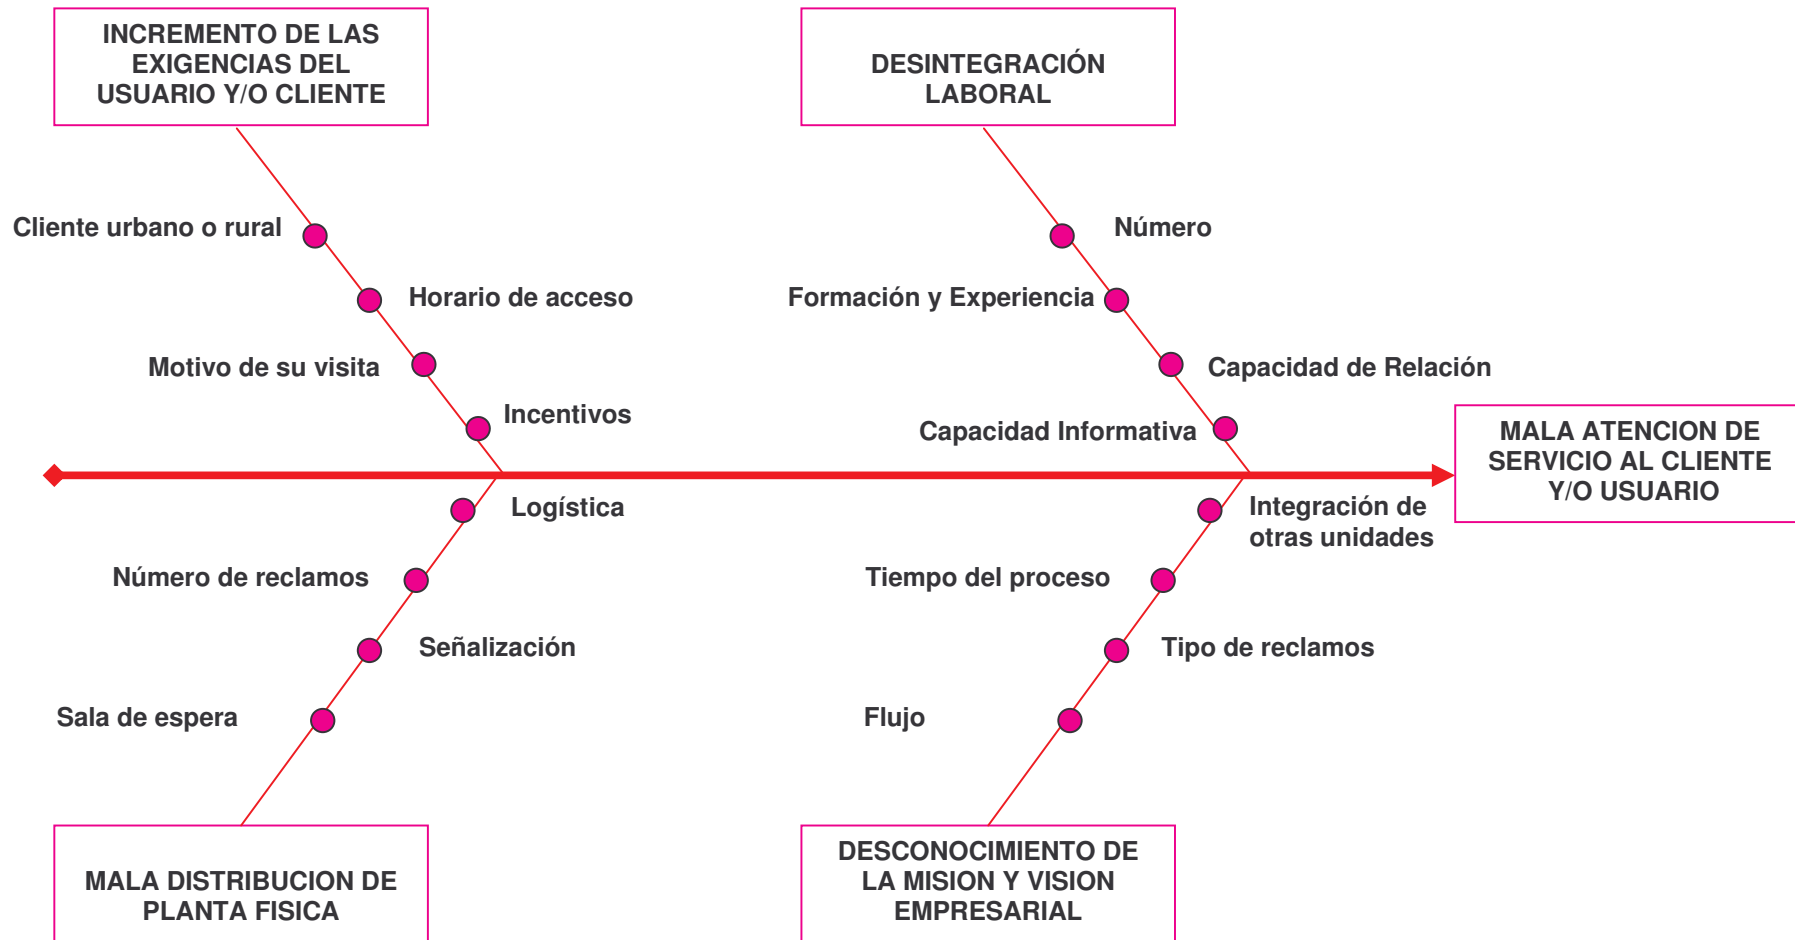 INCREMENTO DE LAS
EXIGENCIAS DEL
USUARIO Y/O CLIENTE
DESINTEGRACIÓN
LABORAL
Cliente urbano o rural
Número
Horario de acceso
Formación y Experiencia
Motivo de su visita
Capacidad de Relación
Incentivos
Capacidad Informativa
MALA ATENCION DE
SERVICIO AL CLIENTE
Y/O USUARIO
Logística
Integración de
otras unidades
Número de reclamos
Tiempo del proceso
Señalización
Tipo de reclamos
Sala de espera
Flujo
MALA DISTRIBUCION DE
PLANTA FISICA
DESCONOCIMIENTO DE
LA MISION Y VISION
EMPRESARIAL